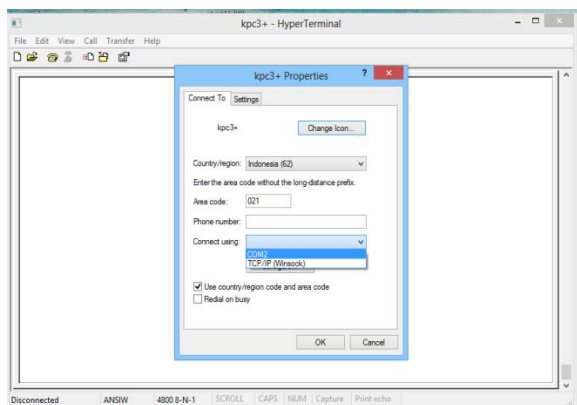 kpc3+ - HyperTerminal
File Edit View Call Transfer Help
kpc3+ Properties
Connect To Settings
kpc3+ Change Icon...
Country/region: Indonesia (62)
Enter the area code without the long-distance prefix.
Area code: 021
Phone number:
Connect using:
COM2
TCP/IP (Winsock)
Use country/region code and area code
Redial on busy
OK Cancel
Disconnected ANSIW 4800 8-N-1 SCROLL CAPS NUM Capture Print echo